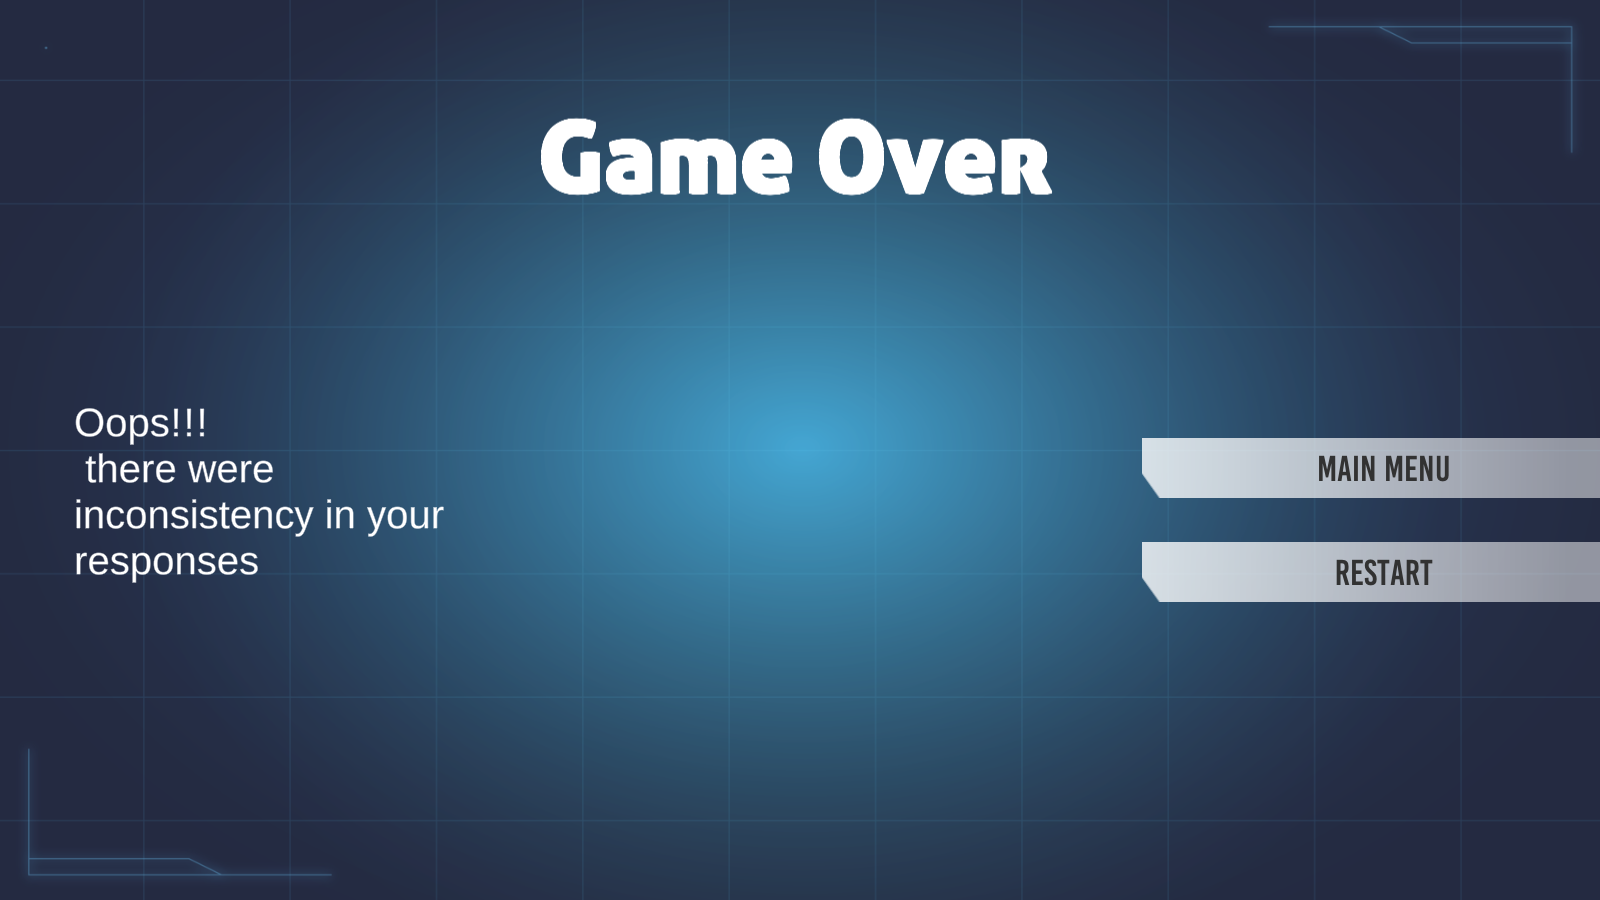 Game Over
Oops!!!
there were
inconsistency in your
responses
MAIN MENU
RESTART